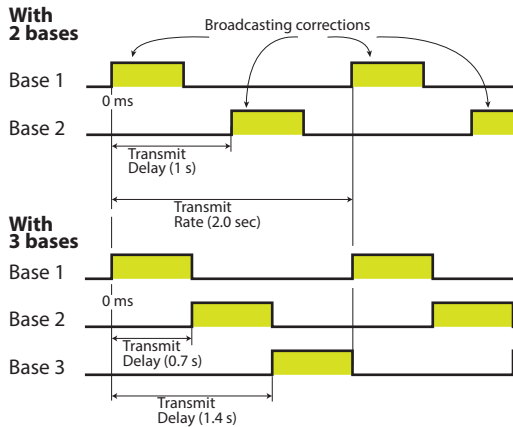 With
2 bases
Broadcasting corrections
Base 1
0 ms
Base 2
Transmit
Delay (1 s)
Transmit
Rate (2.0 sec)
With
3 bases
Base 1
0 ms
Base 2
Transmit
Delay (0.7 s)
Base 3
Transmit
Delay (1.4 s)